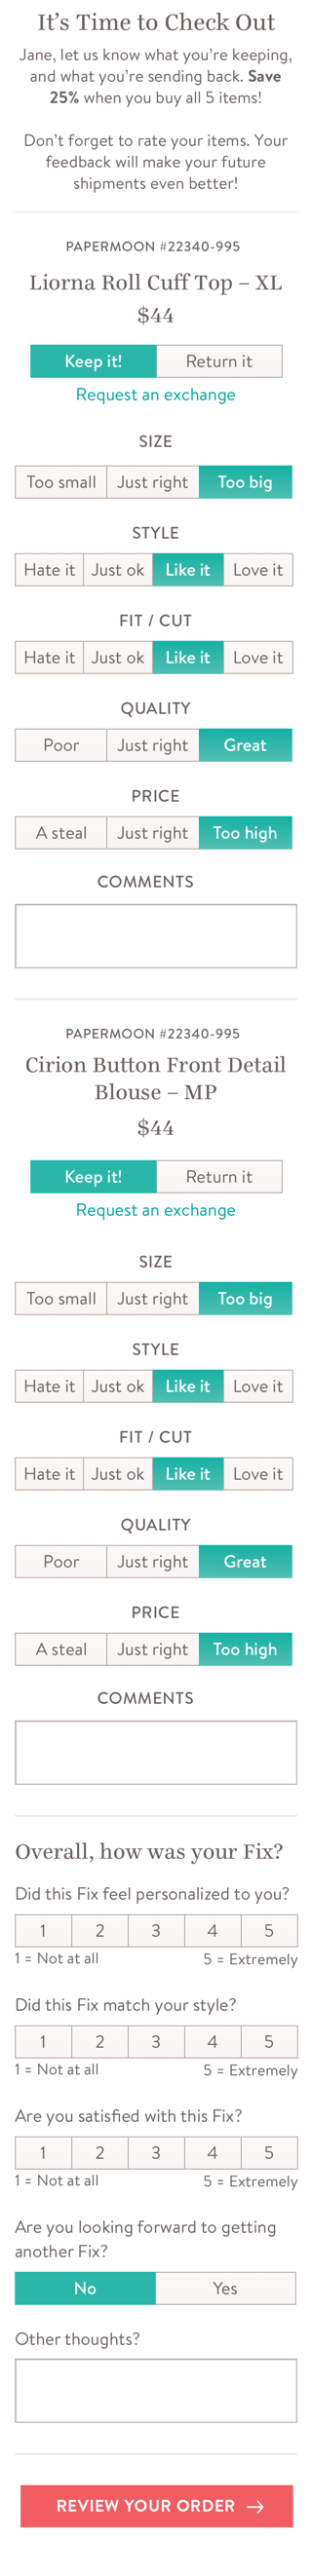 It’s Time to Check Out
Jane, let us know what you’re keeping,
and what you’re sending back. Save
25% when you buy all 5 items!
Don’t forget to rate your items. Your
feedback will make your future
shipments even better!
PAPERMOON #22340-995
Liorna Roll Cuff Top – XL
$44
Keep it! Return it
Request an exchange
SIZE
Too small Just right Too big
STYLE
Hate it Just ok Like it Love it
FIT / CUT
Hate it Just ok Like it Love it
QUALITY
Poor Just right Great
PRICE
A steal Just right Too high
COMMENTS
PAPERMOON #22340-995
Cirion Button Front Detail
Blouse – MP
$44
Keep it! Return it
Request an exchange
SIZE
Too small Just right Too big
STYLE
Hate it Just ok Like it Love it
FIT / CUT
Hate it Just ok Like it Love it
QUALITY
Poor Just right Great
PRICE
A steal Just right Too high
COMMENTS
Overall, how was your Fix?
Did this Fix feel personalized to you?
1 2 3 4 5
1 = Not at all 5 = Extremely
Did this Fix match your style?
1 2 3 4 5
1 = Not at all 5 = Extremely
Are you satisfied with this Fix?
1 2 3 4 5
1 = Not at all 5 = Extremely
Are you looking forward to getting
another Fix?
No Yes
Other thoughts?
REVIEW YOUR ORDER →